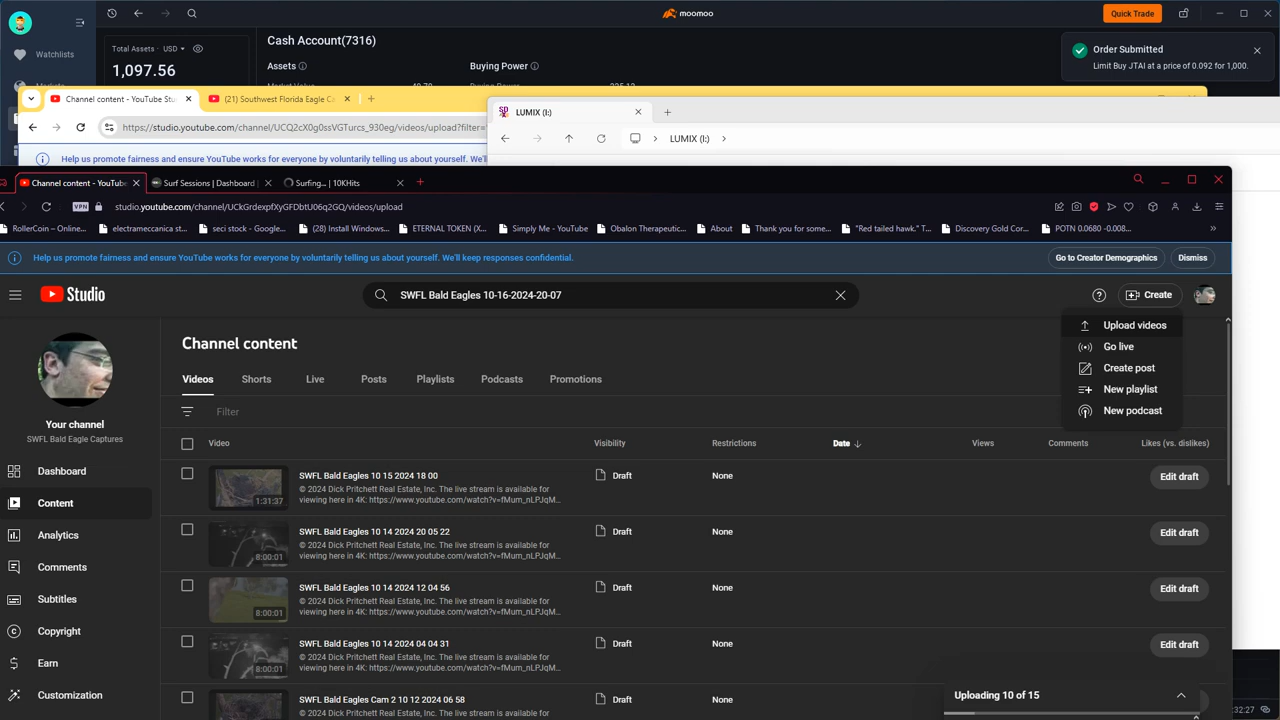 moomoo
Quick Trade
Watchlists
Total Assets · USD
1,097.56
Cash Account(7316)
Assets
Buying Power
Order Submitted
Limit Buy JTAI at a price of 0.092 for 1,000.
Channel content - YouTube Stu
(21) Southwest Florida Eagle Ca
https://studio.youtube.com/channel/UCQ2cX0g0ssVGTurcs_930eg/videos/upload?filter=
Help us promote fairness and ensure YouTube works for everyone by voluntarily telling us about yourself. We'll
LUMIX (I:)
LUMIX (I:)
Channel content - YouTube
Surf Sessions | Dashboard |
Surfing... | 10KHits
VPN
studio.youtube.com/channel/UCkGrdexpfXyGFDbtU06q2GQ/videos/upload
RollerCoin – Online...
electrameccanica st...
seci stock - Google...
(28) Install Windows...
ETERNAL TOKEN (X...
Simply Me - YouTube
Obalon Therapeutic...
About
Thank you for some...
"Red tailed hawk." T...
Discovery Gold Cor...
POTN 0.0680 -0.008...
Help us promote fairness and ensure YouTube works for everyone by voluntarily telling us about yourself. We'll keep responses confidential.
Go to Creator Demographics
Dismiss
Studio
SWFL Bald Eagles 10-16-2024-20-07
Create
Upload videos
Go live
Create post
New playlist
New podcast
Your channel
SWFL Bald Eagle Captures
Dashboard
Content
Analytics
Comments
Subtitles
Copyright
Earn
Customization
Channel content
Videos
Shorts
Live
Posts
Playlists
Podcasts
Promotions
Filter
Video
Visibility
Restrictions
Date
Views
Comments
Likes (vs. dislikes)
1:31:37
SWFL Bald Eagles 10 15 2024 18 00
© 2024 Dick Pritchett Real Estate, Inc. The live stream is available for
viewing here in 4K: https://www.youtube.com/watch?v=fMum_nLPJqM...
Draft
None
Edit draft
8:00:01
SWFL Bald Eagles 10 14 2024 20 05 22
© 2024 Dick Pritchett Real Estate, Inc. The live stream is available for
viewing here in 4K: https://www.youtube.com/watch?v=fMum_nLPJqM...
Draft
None
Edit draft
8:00:01
SWFL Bald Eagles 10 14 2024 12 04 56
© 2024 Dick Pritchett Real Estate, Inc. The live stream is available for
viewing here in 4K: https://www.youtube.com/watch?v=fMum_nLPJqM...
Draft
None
Edit draft
8:00:01
SWFL Bald Eagles 10 14 2024 04 04 31
© 2024 Dick Pritchett Real Estate, Inc. The live stream is available for
viewing here in 4K: https://www.youtube.com/watch?v=fMum_nLPJqM...
Draft
None
Edit draft
SWFL Bald Eagles Cam 2 10 12 2024 06 58
Draft
None
Uploading 10 of 15
:32:27